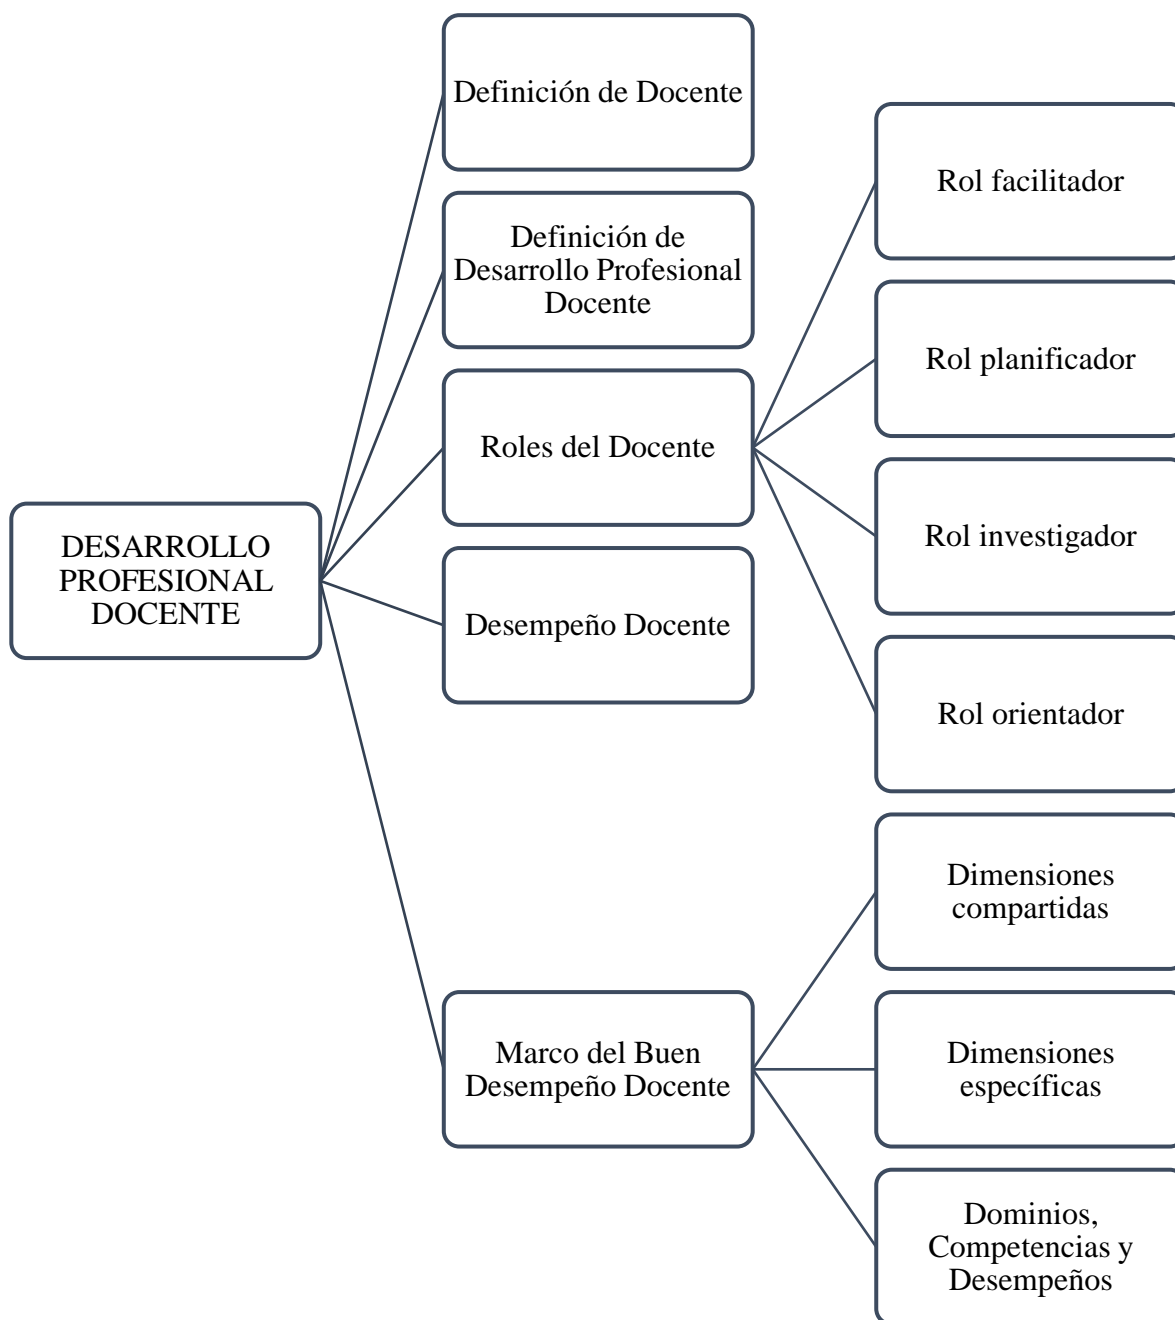 DESARROLLO
PROFESIONAL
DOCENTE
Definición de Docente
Definición de
Desarrollo Profesional
Docente
Roles del Docente
Rol facilitador
Rol planificador
Rol investigador
Rol orientador
Desempeño Docente
Marco del Buen
Desempeño Docente
Dimensiones
compartidas
Dimensiones
específicas
Dominios,
Competencias y
Desempeños